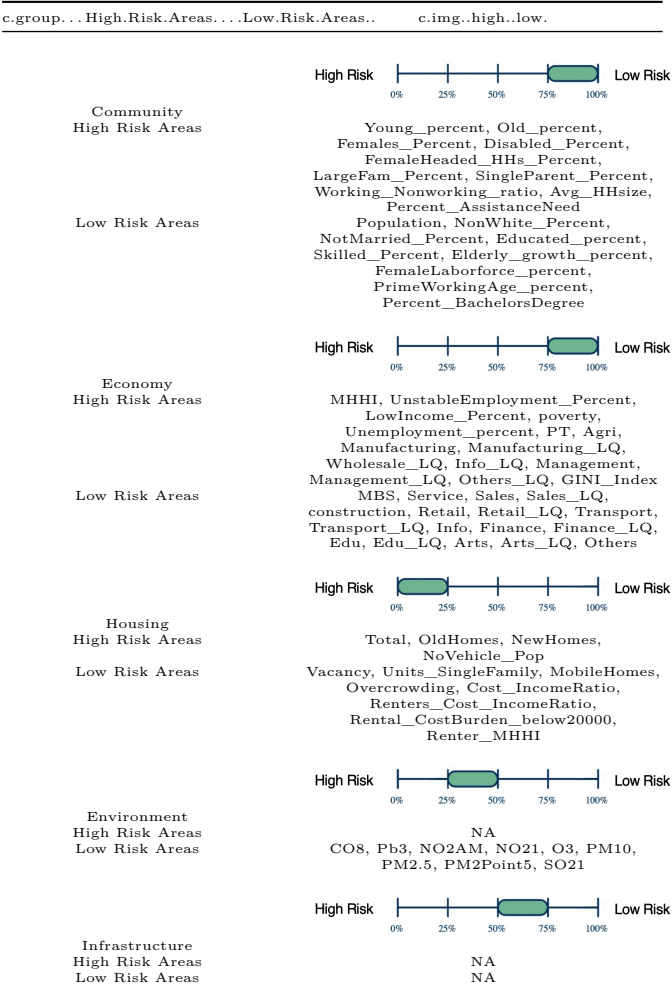 c.group... High.Risk.Areas....Low.Risk.Areas.. c.img..high..low.
High Risk Low Risk
0% 25% 50% 75% 100%
Community
High Risk Areas Young_percent, Old_percent,
Females_Percent, Disabled_Percent,
FemaleHeaded_HHs_Percent,
LargeFam_Percent, SingleParent_Percent,
Working_Nonworking_ratio, Avg_HHsize,
Percent_AssistanceNeed
Low Risk Areas Population, NonWhite_Percent,
NotMarried_Percent, Educated_percent,
Skilled_Percent, Elderly_growth_percent,
FemaleLaborforce_percent,
PrimeWorkingAge_percent,
Percent_BachelorsDegree
High Risk Low Risk
0% 25% 50% 75% 100%
Economy
High Risk Areas MHHI, UnstableEmployment_Percent,
LowIncome_Percent, poverty,
Unemployment_percent, PT, Agri,
Manufacturing, Manufacturing_LQ,
Wholesale_LQ, Info_LQ, Management,
Management_LQ, Others_LQ, GINI_Index
Low Risk Areas MBS, Service, Sales, Sales_LQ,
construction, Retail, Retail_LQ, Transport,
Transport_LQ, Info, Finance, Finance_LQ,
Edu, Edu_LQ, Arts, Arts_LQ, Others
High Risk Low Risk
0% 25% 50% 75% 100%
Housing
High Risk Areas Total, OldHomes, NewHomes,
NoVehicle_Pop
Low Risk Areas Vacancy, Units_SingleFamily, MobileHomes,
Overcrowding, Cost_IncomeRatio,
Renters_Cost_IncomeRatio,
Rental_CostBurden_below20000,
Renter_MHHI
High Risk Low Risk
0% 25% 50% 75% 100%
Environment
High Risk Areas NA
Low Risk Areas CO8, Pb3, NO2AM, NO21, O3, PM10,
PM2.5, PM2Point5, SO21
High Risk Low Risk
0% 25% 50% 75% 100%
Infrastructure
High Risk Areas NA
Low Risk Areas NA